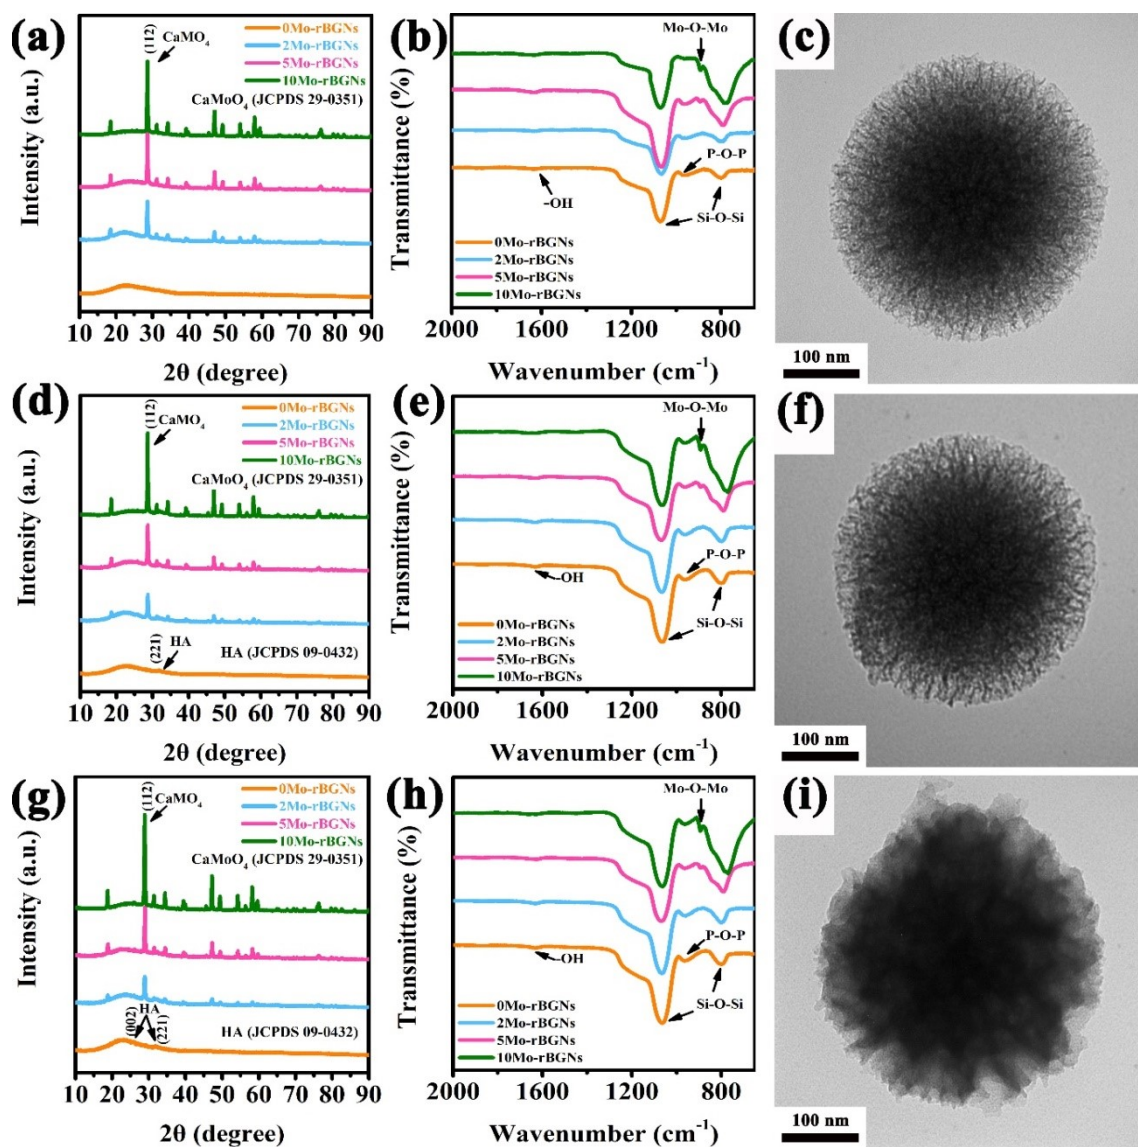 (a)
(112)
CaMO₄
0Mo-rBGNs
2Mo-rBGNs
5Mo-rBGNs
10Mo-rBGNs
CaMoO₄ (JCPDS 29-0351)
Intensity (a.u.)
10 20 30 40 50 60 70 80 90
2θ (degree)
(b)
Mo-O-Mo
P-O-P
-OH
Si-O-Si
0Mo-rBGNs
2Mo-rBGNs
5Mo-rBGNs
10Mo-rBGNs
Transmittance (%)
2000 1600 1200 800
Wavenumber (cm⁻¹)
(c)
100 nm
(d)
(112)
CaMO₄
0Mo-rBGNs
2Mo-rBGNs
5Mo-rBGNs
10Mo-rBGNs
CaMoO₄ (JCPDS 29-0351)
(221)
HA
HA (JCPDS 09-0432)
Intensity (a.u.)
10 20 30 40 50 60 70 80 90
2θ (degree)
(e)
Mo-O-Mo
P-O-P
-OH
Si-O-Si
0Mo-rBGNs
2Mo-rBGNs
5Mo-rBGNs
10Mo-rBGNs
Transmittance (%)
2000 1600 1200 800
Wavenumber (cm⁻¹)
(f)
100 nm
(g)
(112)
CaMO₄
0Mo-rBGNs
2Mo-rBGNs
5Mo-rBGNs
10Mo-rBGNs
CaMoO₄ (JCPDS 29-0351)
HA
(002)
(221)
HA (JCPDS 09-0432)
Intensity (a.u.)
10 20 30 40 50 60 70 80 90
2θ (degree)
(h)
Mo-O-Mo
P-O-P
-OH
Si-O-Si
0Mo-rBGNs
2Mo-rBGNs
5Mo-rBGNs
10Mo-rBGNs
Transmittance (%)
2000 1600 1200 800
Wavenumber (cm⁻¹)
(i)
100 nm